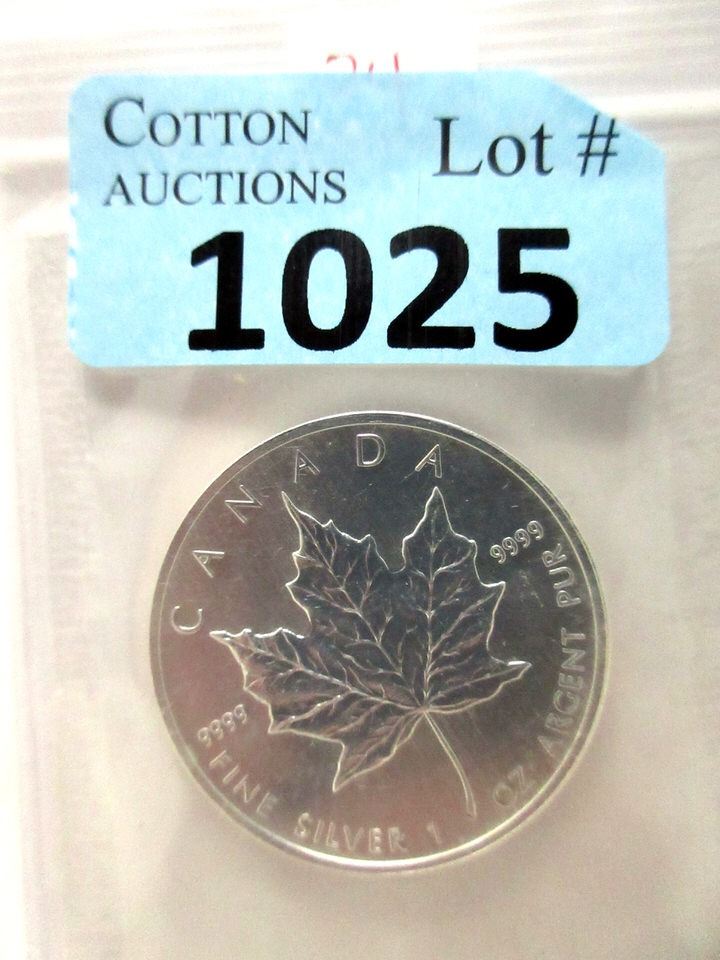 COTTON
AUCTIONS
Lot #
1025
CANADA
9999
9999
FINE SILVER 1 OZ ARGENT PUR